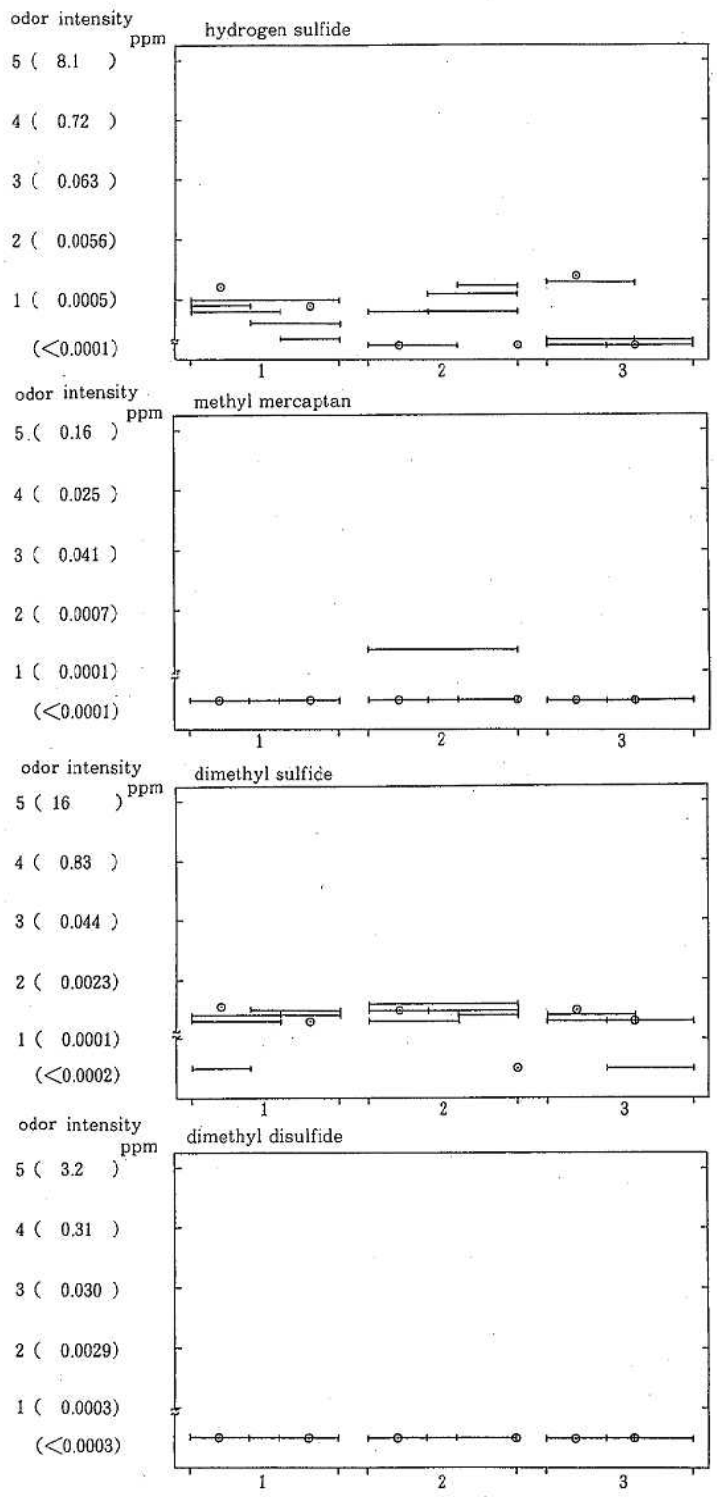 odor intensity
ppm
hydrogen sulfide
5 ( 8.1 )
4 ( 0.72 )
3 ( 0.063 )
2 ( 0.0056)
1 ( 0.0005)
(<0.0001)
1 2 3
odor intensity
ppm
methyl mercaptan
5 ( 0.16 )
4 ( 0.025 )
3 ( 0.041 )
2 ( 0.0007)
1 ( 0.0001)
(<0.0001)
1 2 3
odor intensity
ppm
dimethyl sulfide
5 ( 16 )
4 ( 0.83 )
3 ( 0.044 )
2 ( 0.0023)
1 ( 0.0001)
(<0.0002)
1 2 3
odor intensity
ppm
dimethyl disulfide
5 ( 3.2 )
4 ( 0.31 )
3 ( 0.030 )
2 ( 0.0029)
1 ( 0.0003)
(<0.0003)
1 2 3